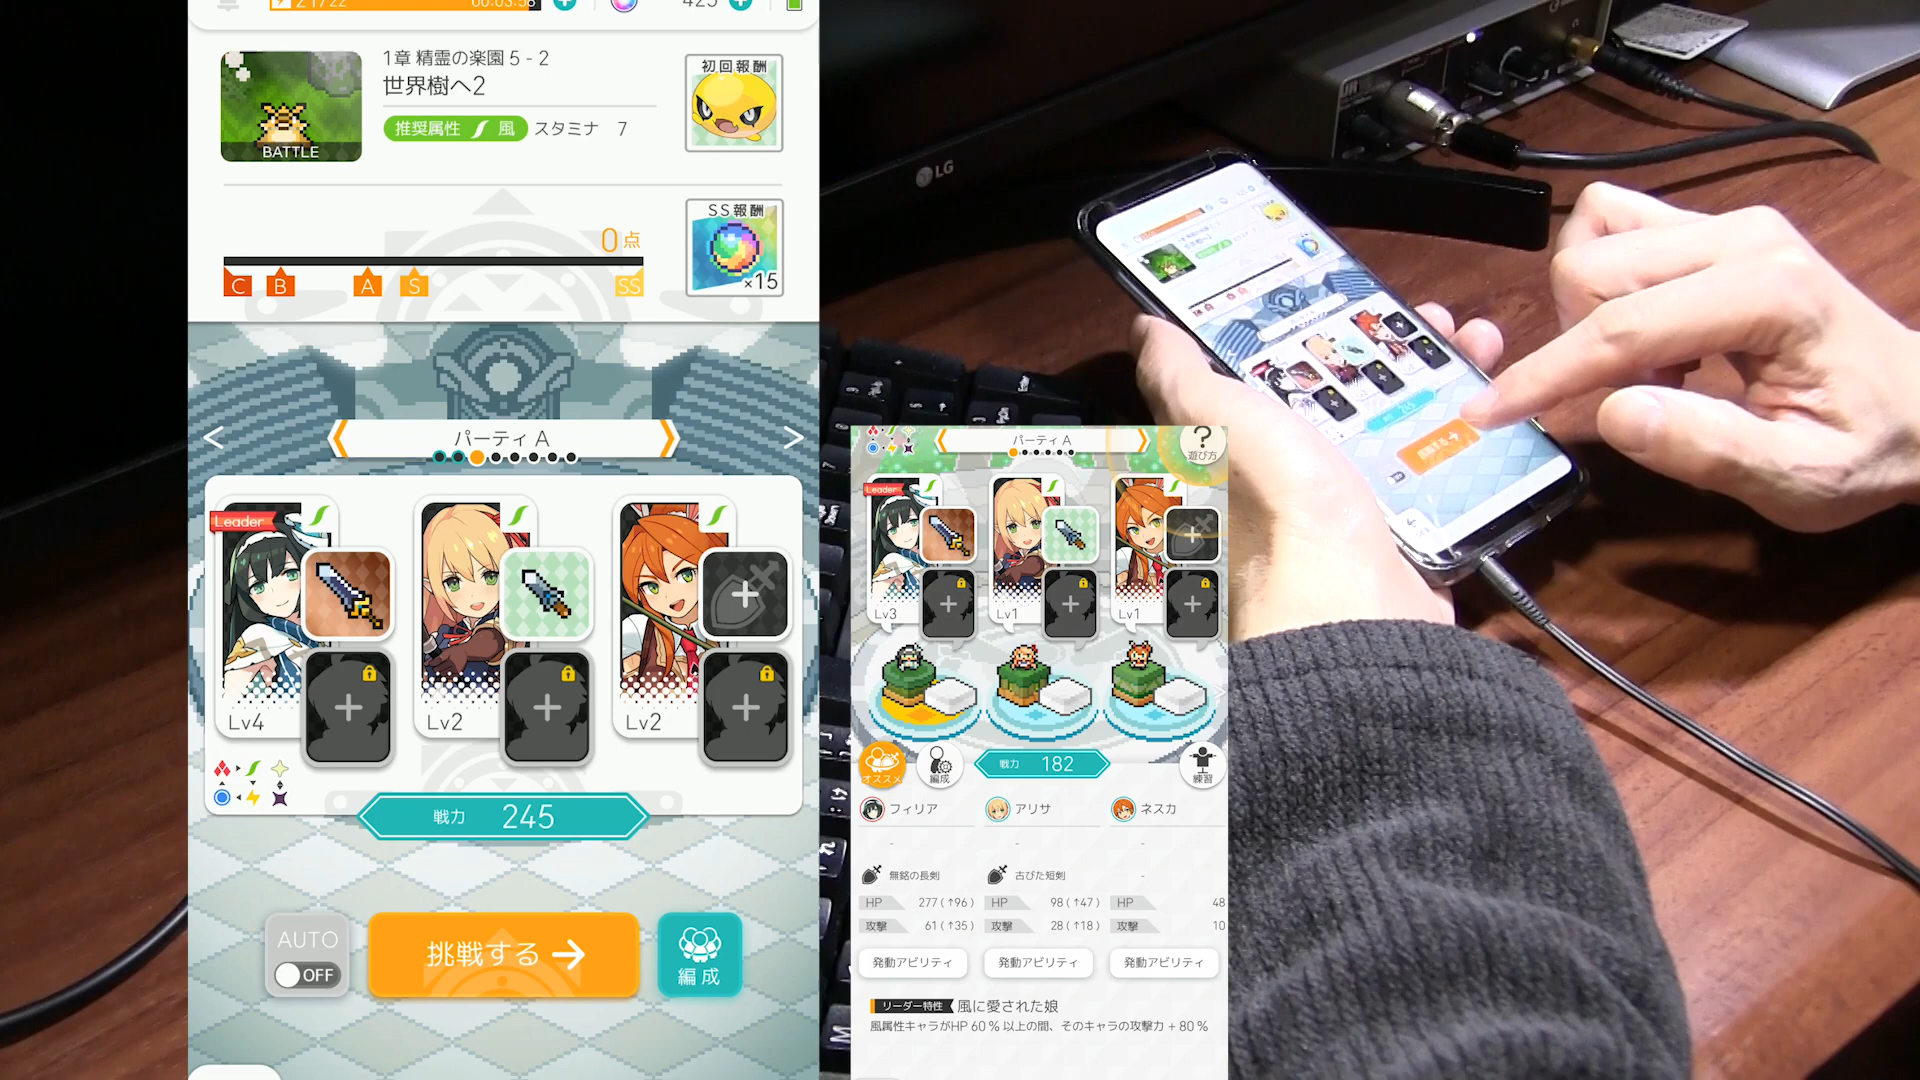 21/22
00:03:58
425
1章 精霊の楽園 5 - 2
世界樹へ2
推奨属性 風 スタミナ 7
BATTLE
初回報酬
SS報酬
×15
0点
C B A S SS
パーティ A
Leader
Lv4
Lv2
Lv2
戦力 245
AUTO
OFF
挑戦する
編成
パーティ A
?
遊び方
Leader
Lv3
Lv1
Lv1
オススメ
編成
戦力 182
練習
フィリア
アリサ
ネスカ
-
-
-
無銘の長剣
古びた短剣
-
HP 277 (↑96)
HP 98 (↑47)
HP 48
攻撃 61 (↑35)
攻撃 28 (↑18)
攻撃 10
発動アビリティ
発動アビリティ
発動アビリティ
リーダー特性 風に愛された娘
風属性キャラがHP 60 % 以上の間、そのキャラの攻撃力 + 80 %
LG